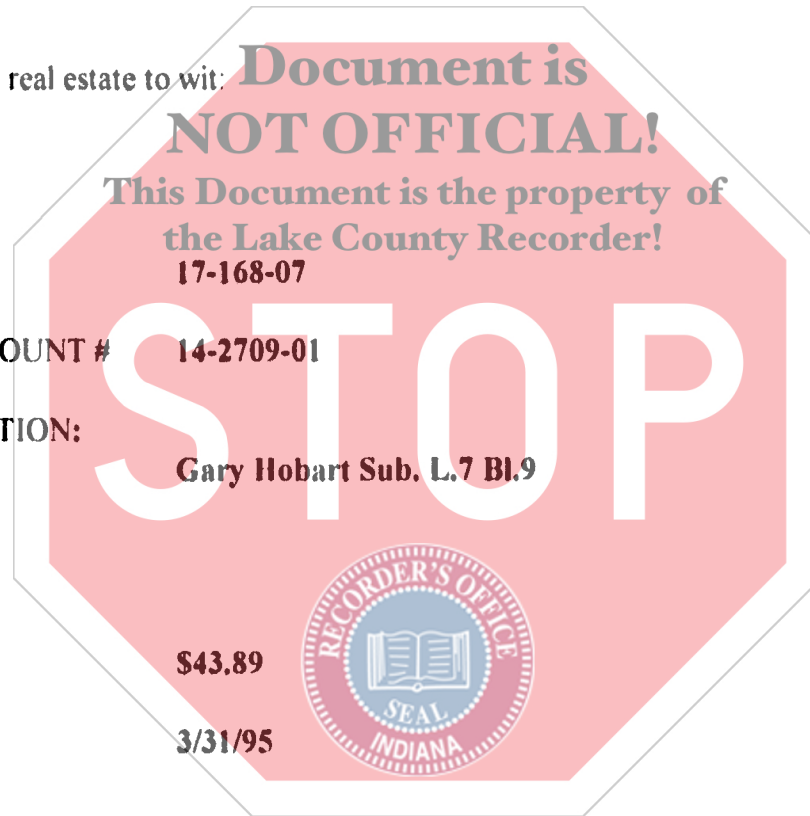 real estate to wit: Document is
NOT OFFICIAL!
This Document is the property of
the Lake County Recorder!
17-168-07
OUNT # 14-2709-01
TION:
Gary Hobart Sub. L.7 Bl.9
STOP
$43.89
3/31/95
RECORDER'S OFFICE
SEAL
INDIANA